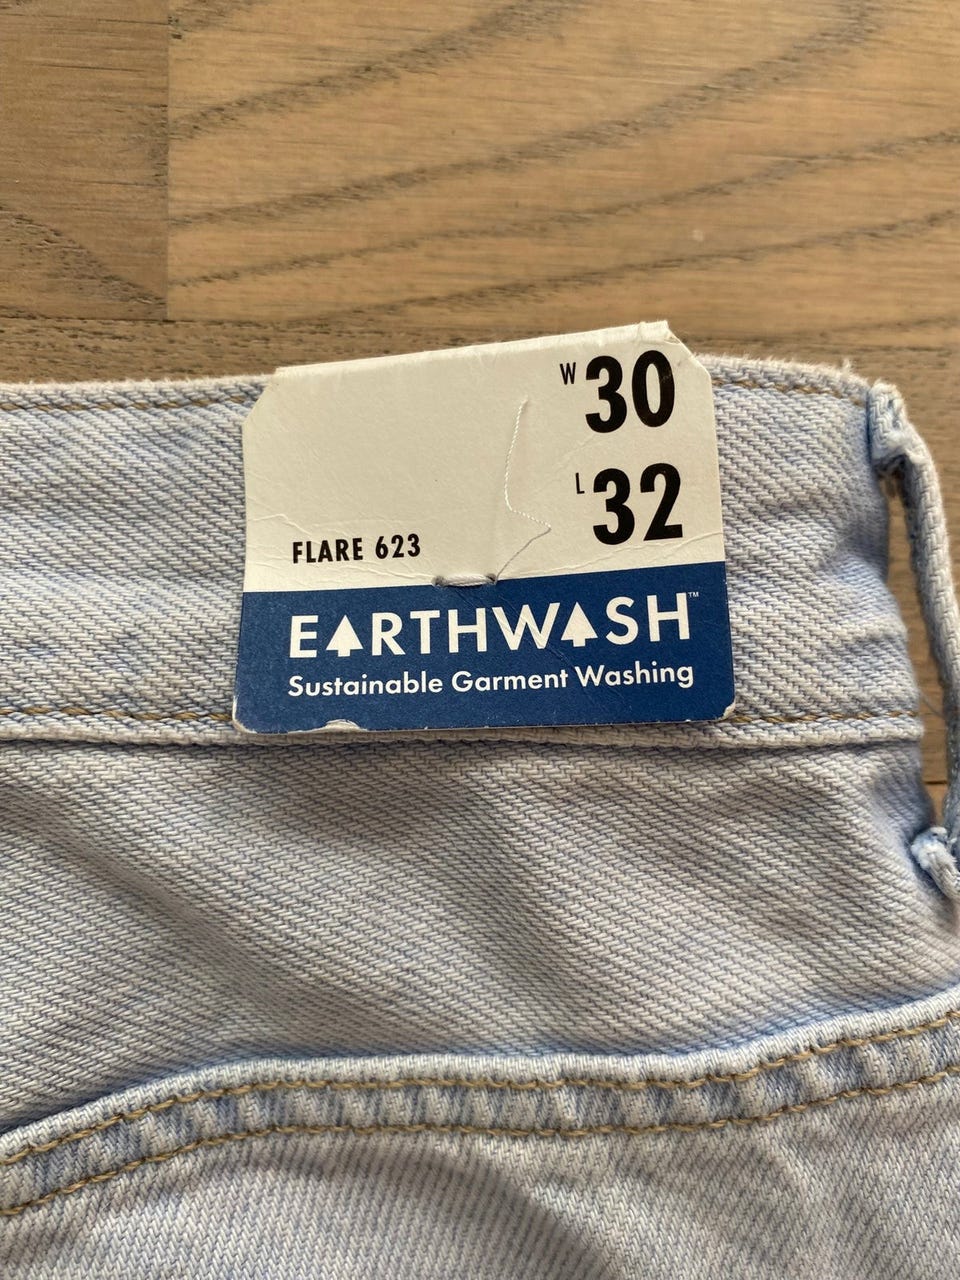 W 30
L 32
FLARE 623
EARTHWASH™
Sustainable Garment Washing